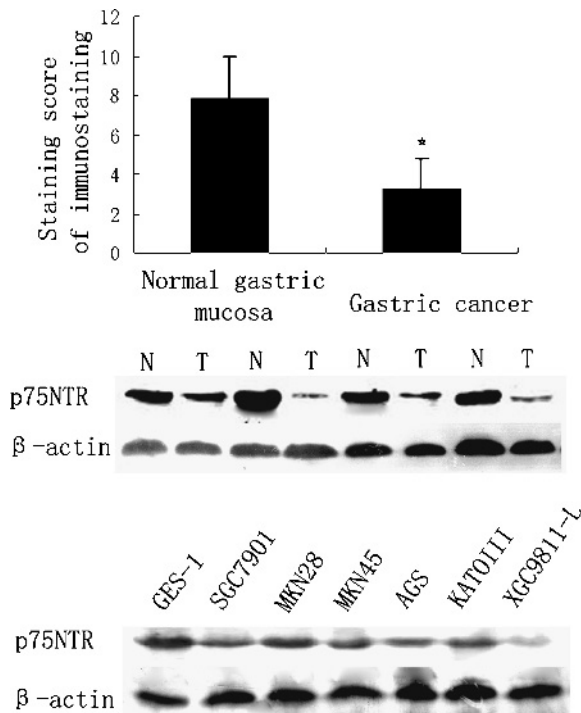 12
10
8
6
4
2
0
Staining score
of immunostaining
*
Normal gastric
mucosa
Gastric cancer
N T N T N T N T
p75NTR
β-actin
GES-1 SGC7901 MKN28 MKN45 AGS KATOIII XGC9811-L
p75NTR
β-actin